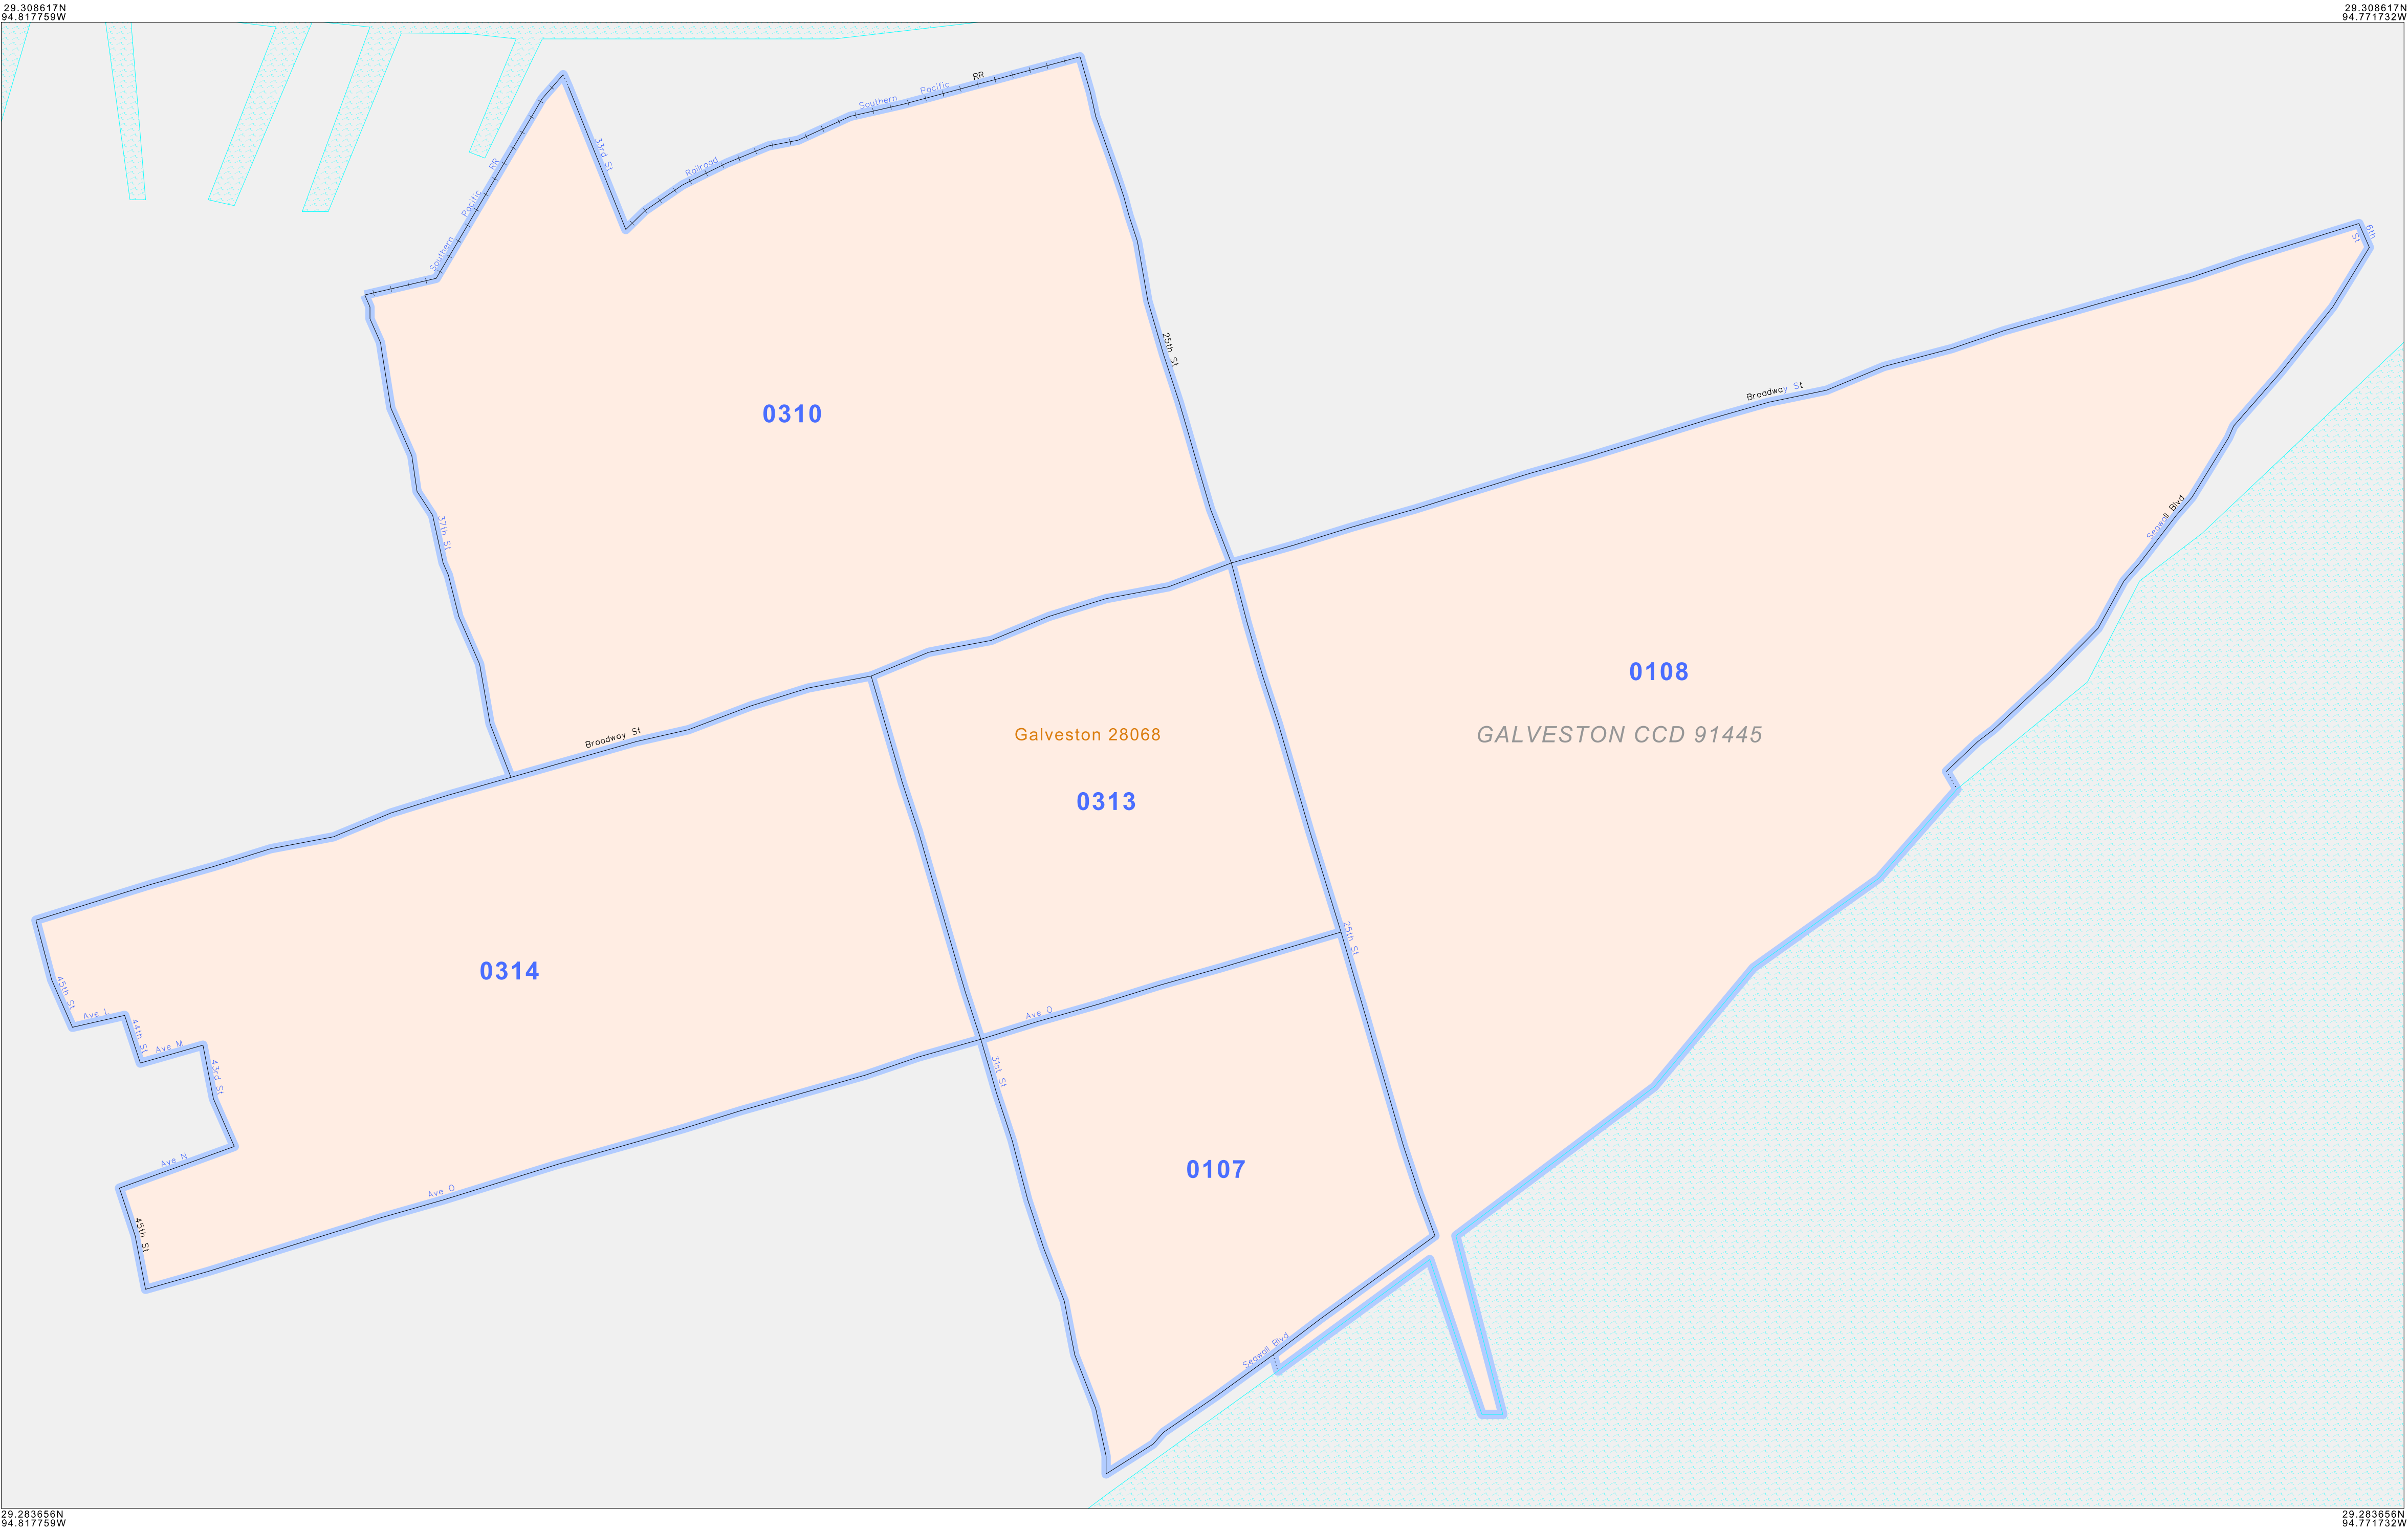 29.308617N
94.817759W
29.308617N
94.771732W
Southern Pacific RR
33rd St
Railroad
Southern Pacific RR
6th St
25th St
Broadway St
0310
Seawall Blvd
37th St
0108
Broadway St
Galveston 28068
GALVESTON CCD 91445
0313
25th St
0314
45th St
Ave L
44th St
Ave M
43rd St
Ave O
31st St
Ave N
0107
Ave O
45th St
Seawall Blvd
29.283656N
94.817759W
29.283656N
94.771732W